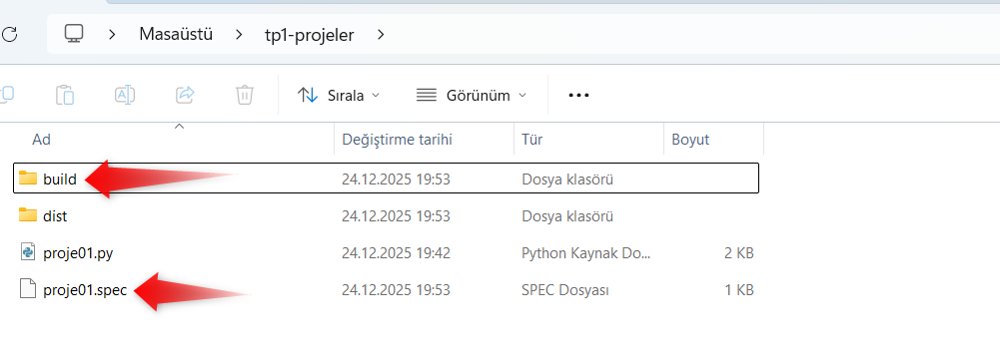 Masaüstü tp1-projeler
Sırala Görünüm
Ad Değiştirme tarihi Tür Boyut
build 24.12.2025 19:53 Dosya klasörü
dist 24.12.2025 19:53 Dosya klasörü
proje01.py 24.12.2025 19:42 Python Kaynak Do... 2 KB
proje01.spec 24.12.2025 19:53 SPEC Dosyası 1 KB